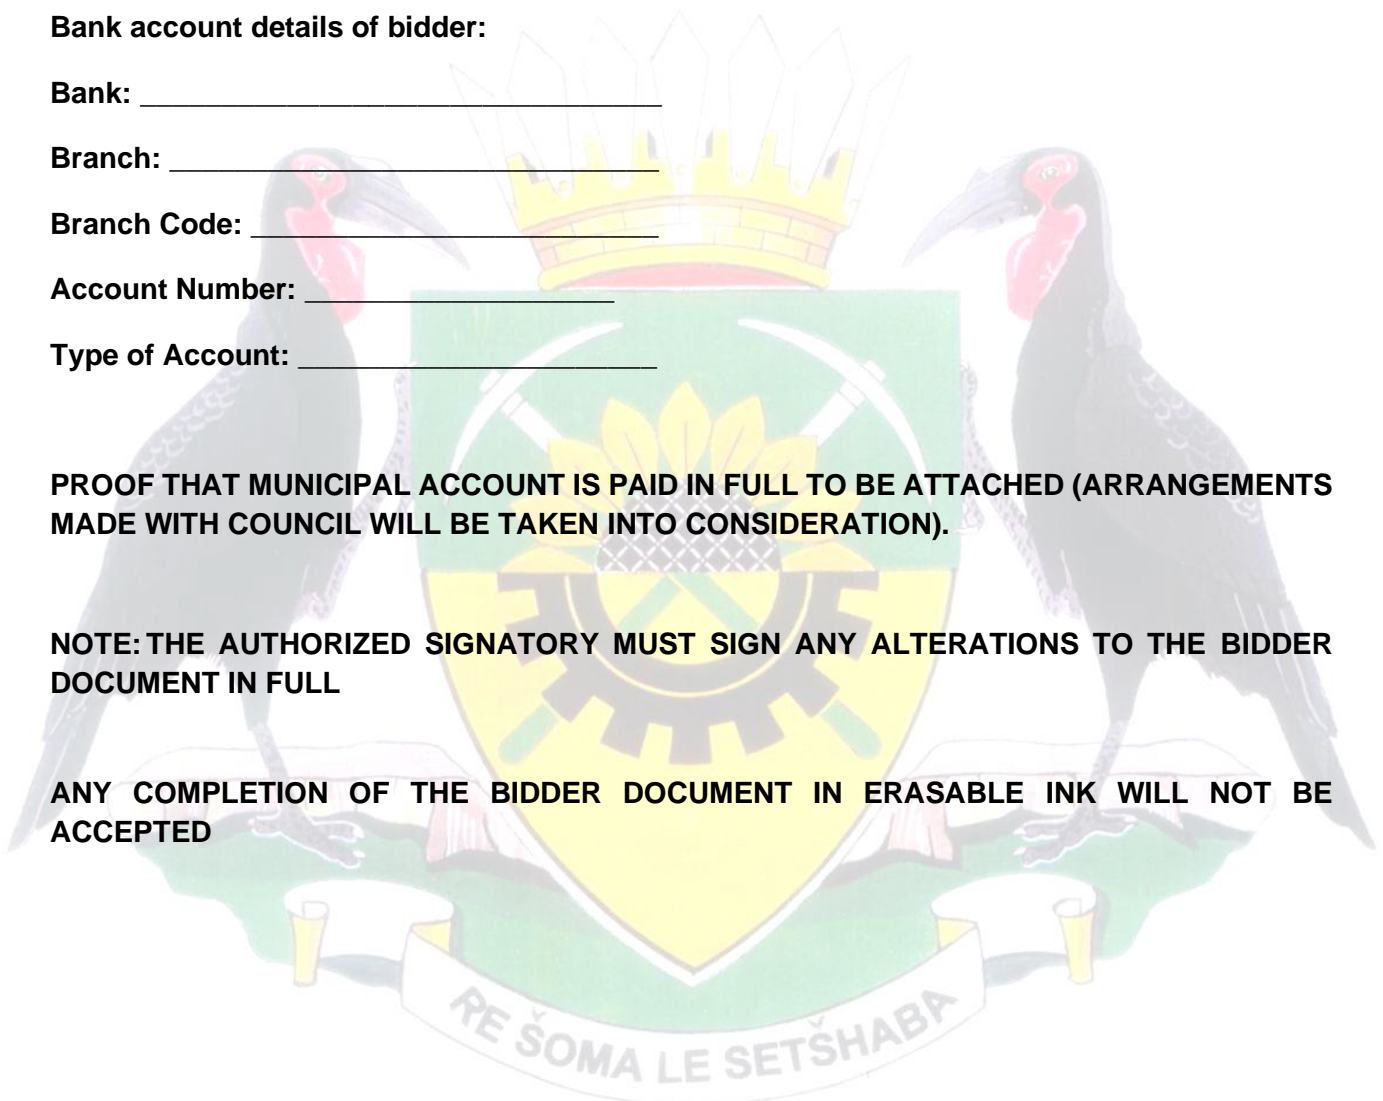 Bank account details of bidder:
Bank: ________________________________
Branch: ______________________________
Branch Code: _________________________
Account Number: ___________________
Type of Account: ______________________
PROOF THAT MUNICIPAL ACCOUNT IS PAID IN FULL TO BE ATTACHED (ARRANGEMENTS
MADE WITH COUNCIL WILL BE TAKEN INTO CONSIDERATION).
NOTE: THE AUTHORIZED SIGNATORY MUST SIGN ANY ALTERATIONS TO THE BIDDER
DOCUMENT IN FULL
ANY COMPLETION OF THE BIDDER DOCUMENT IN ERASABLE INK WILL NOT BE
ACCEPTED
RE ŠOMA LE SETŠHABA